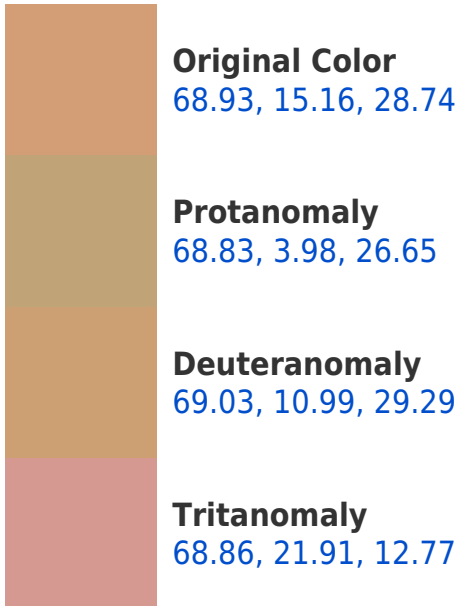 Original Color
68.93, 15.16, 28.74
Protanomaly
68.83, 3.98, 26.65
Deuteranomaly
69.03, 10.99, 29.29
Tritanomaly
68.86, 21.91, 12.77